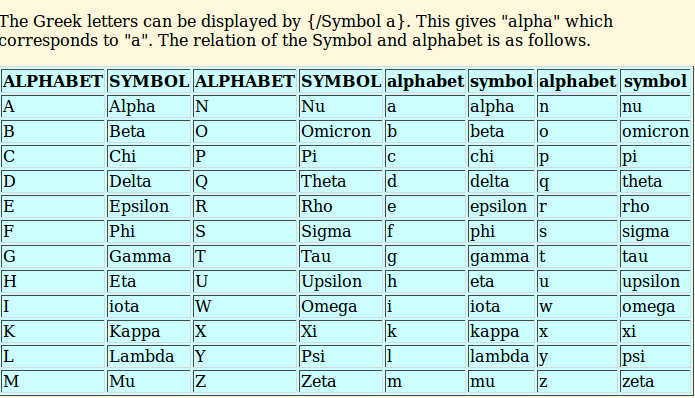 The Greek letters can be displayed by {/Symbol a}. This gives "alpha" which
corresponds to "a". The relation of the Symbol and alphabet is as follows.
ALPHABET SYMBOL ALPHABET SYMBOL alphabet symbol alphabet symbol
A Alpha N Nu a alpha n nu
B Beta O Omicron b beta o omicron
C Chi P Pi c chi p pi
D Delta Q Theta d delta q theta
E Epsilon R Rho e epsilon r rho
F Phi S Sigma f phi s sigma
G Gamma T Tau g gamma t tau
H Eta U Upsilon h eta u upsilon
I iota W Omega i iota w omega
K Kappa X Xi k kappa x xi
L Lambda Y Psi l lambda y psi
M Mu Z Zeta m mu z zeta